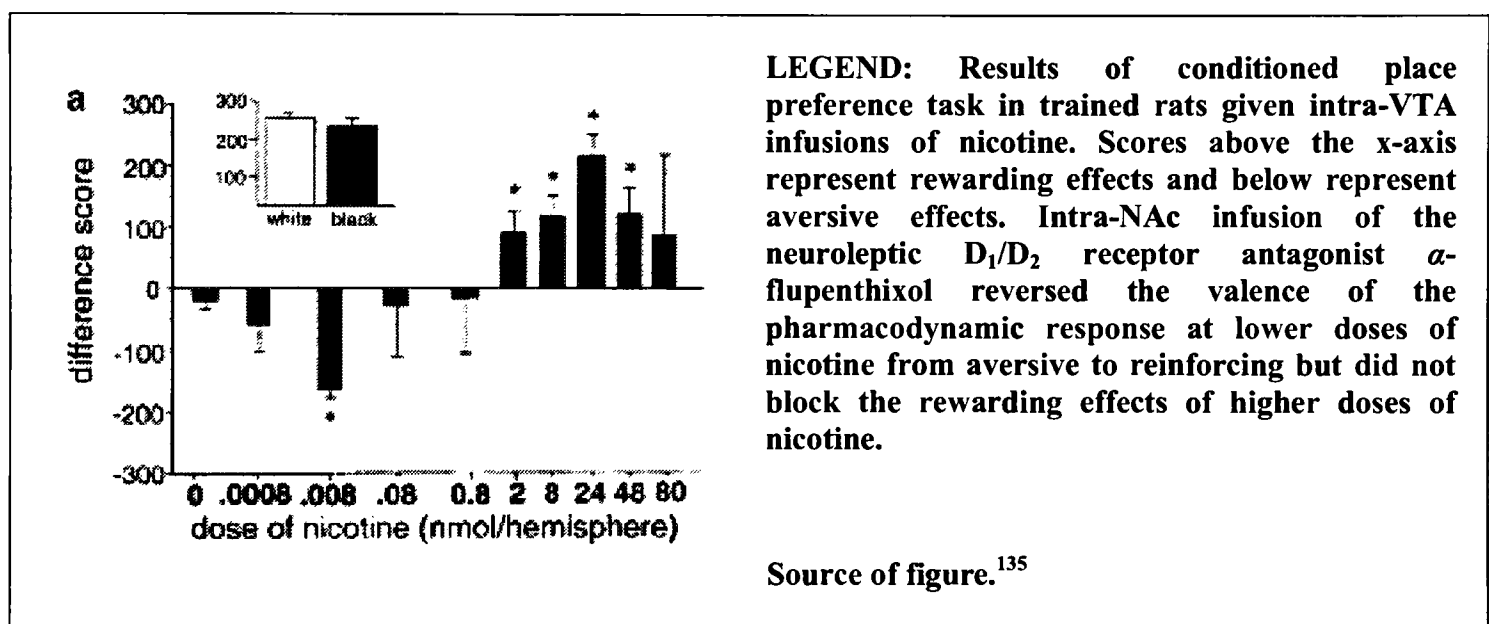 a
300
200
100
0
-100
-200
-300
difference score
300
200
100
white black
* * * * *
0 .0008 .008 .08 0.8 2 8 24 48 80
dose of nicotine (nmol/hemisphere)
LEGEND: Results of conditioned place
preference task in trained rats given intra-VTA
infusions of nicotine. Scores above the x-axis
represent rewarding effects and below represent
aversive effects. Intra-NAc infusion of the
neuroleptic D₁/D₂ receptor antagonist α-
flupenthixol reversed the valence of the
pharmacodynamic response at lower doses of
nicotine from aversive to reinforcing but did not
block the rewarding effects of higher doses of
nicotine.
Source of figure.¹³⁵